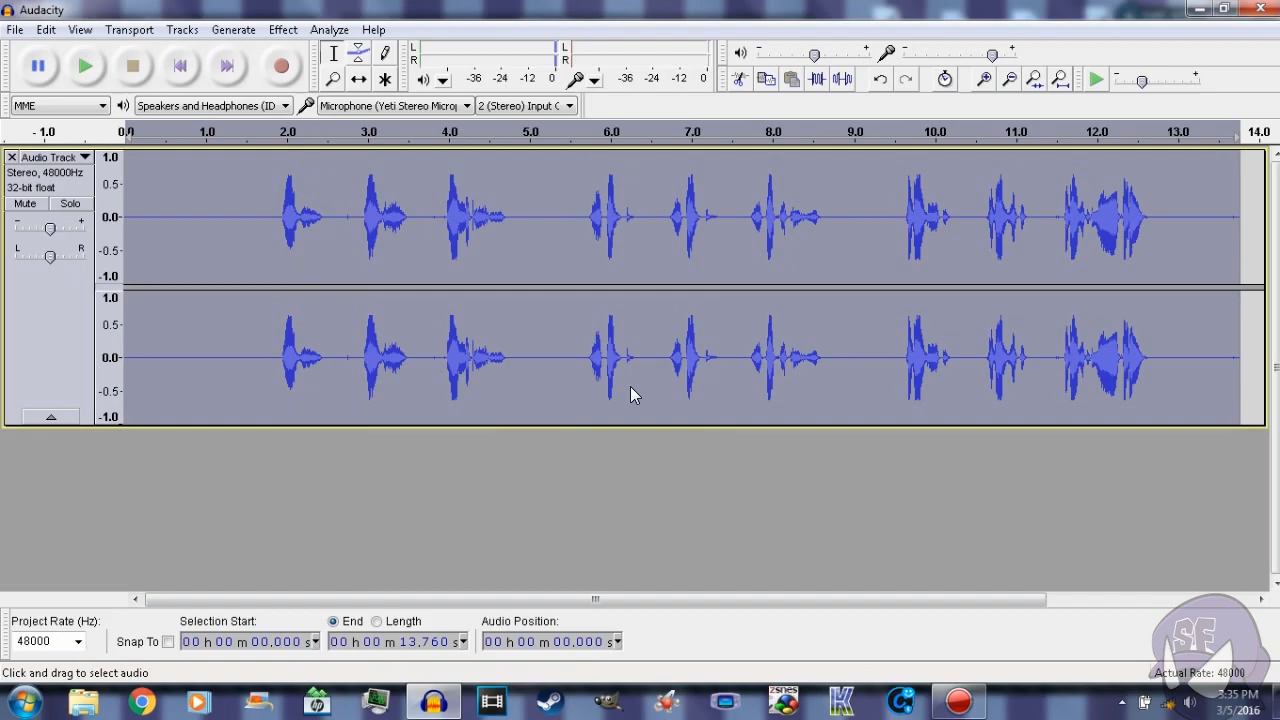 Audacity
File Edit View Transport Tracks Generate Effect Analyze Help
L R -36 -24 -12 0
L R -36 -24 -12 0
MME Speakers and Headphones (ID Microphone (Yeti Stereo Microp 2 (Stereo) Input C
- 1.0 0.0 1.0 2.0 3.0 4.0 5.0 6.0 7.0 8.0 9.0 10.0 11.0 12.0 13.0 14.0
Audio Track
Stereo, 48000Hz
32-bit float
Mute Solo
- +
L R
1.0
0.5-
0.0-
-0.5-
-1.0
1.0
0.5-
0.0-
-0.5-
-1.0
Project Rate (Hz): Selection Start: End Length Audio Position:
48000 Snap To 00 h 00 m 00.000 s 00 h 00 m 13.760 s 00 h 00 m 00.000 s
SF
Click and drag to select audio Actual Rate: 48000
hp
zsnes
K
3:35 PM
3/5/2016